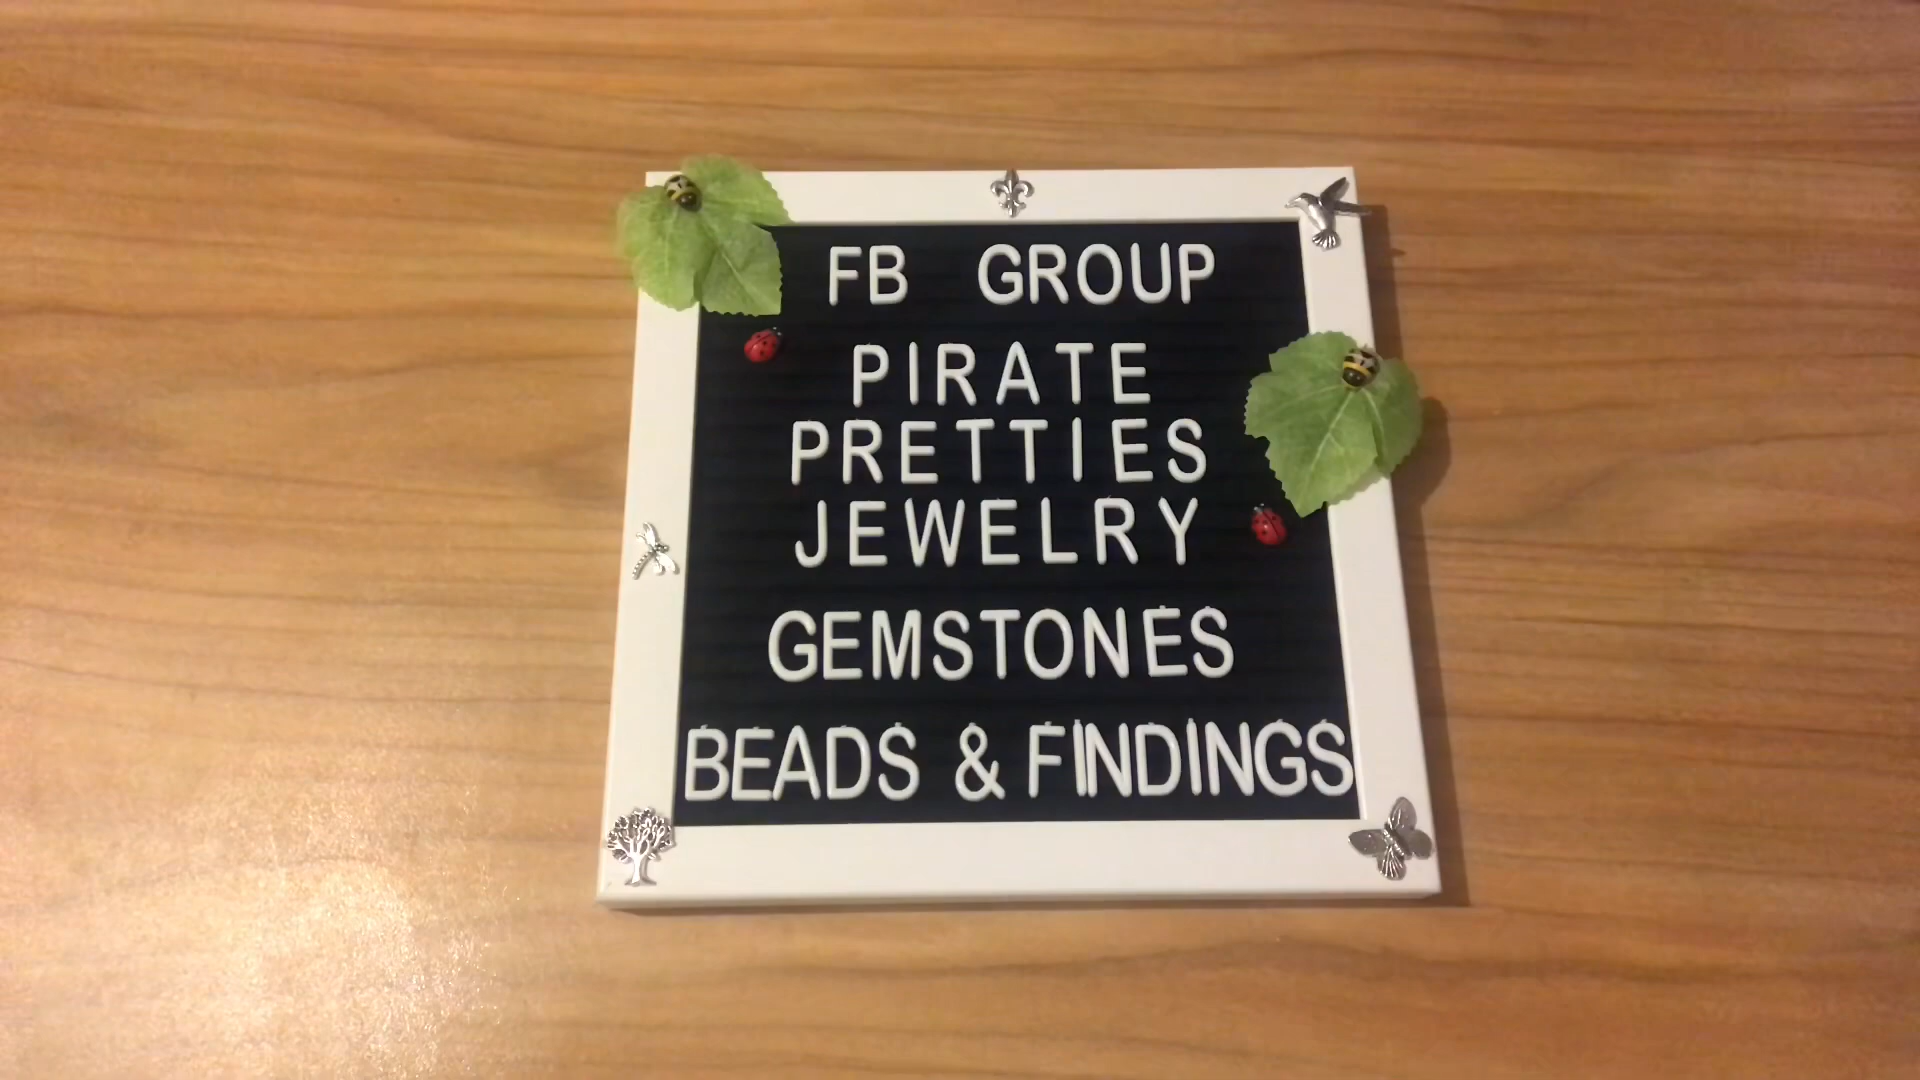 FB GROUP
PIRATE
PRETTIES
JEWELRY
GEMSTONES
BEADS & FINDINGS